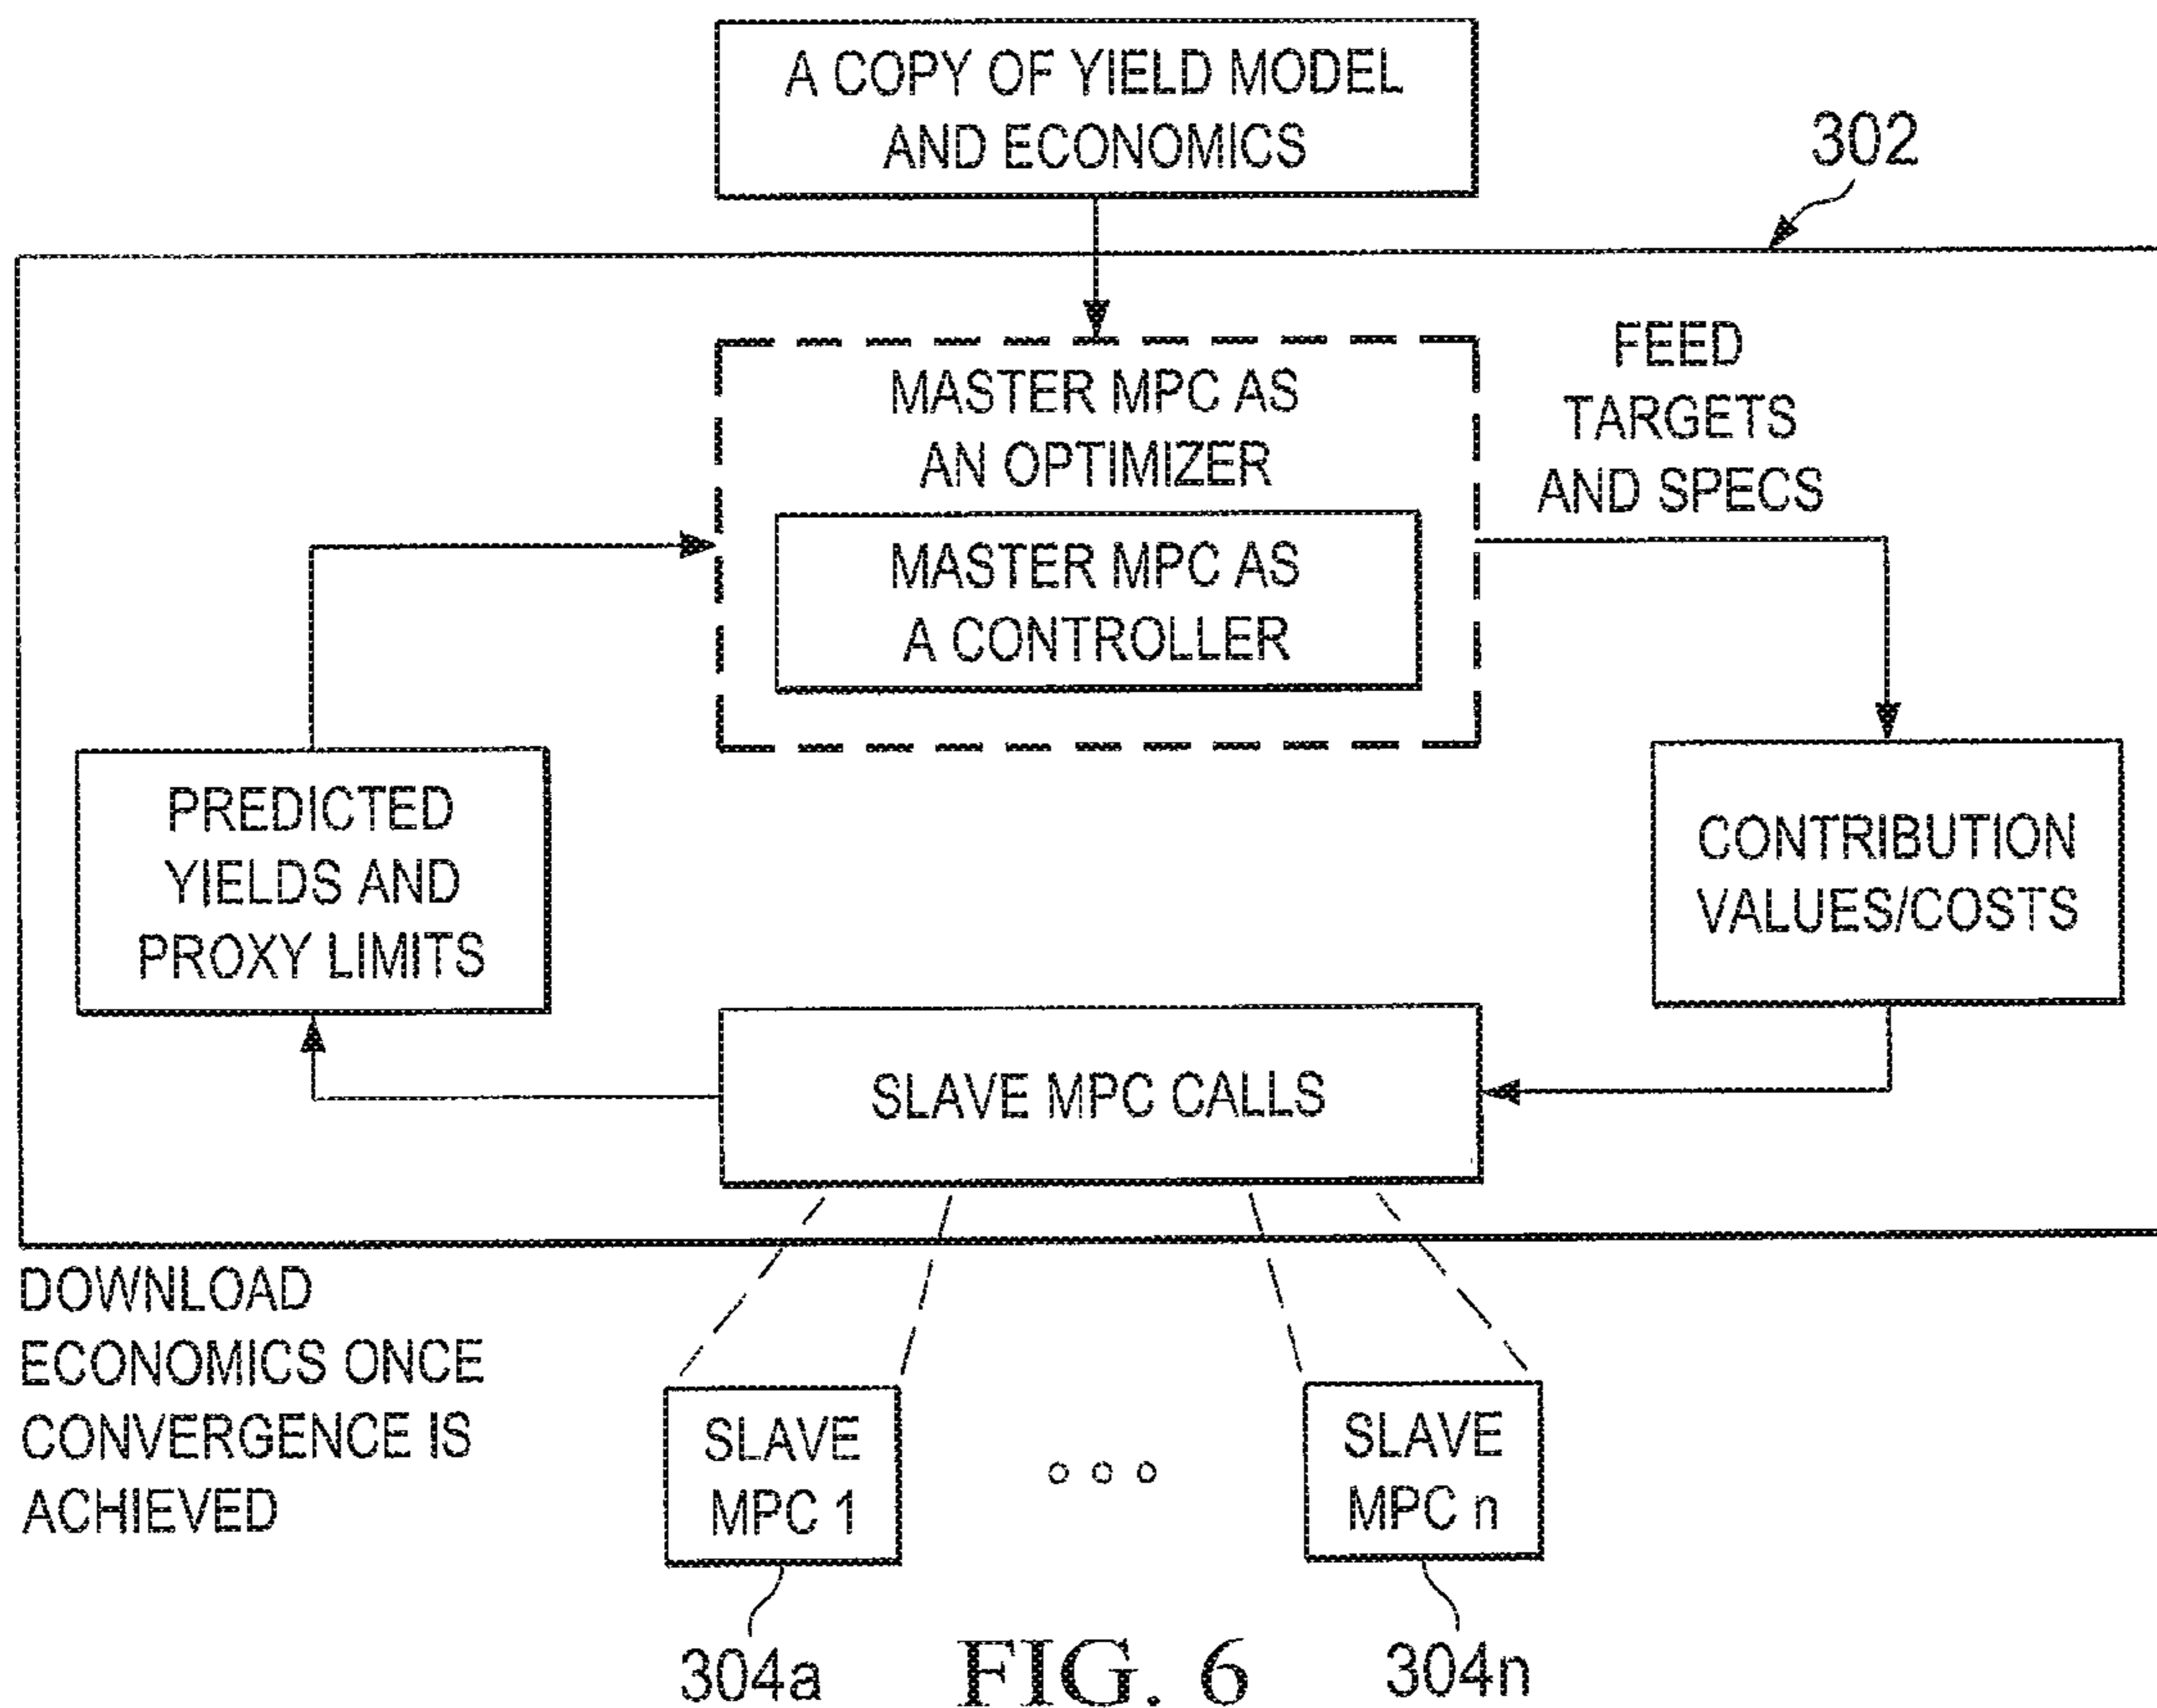 A COPY OF YIELD MODEL
AND ECONOMICS
302
MASTER MPC AS
AN OPTIMIZER
MASTER MPC AS
A CONTROLLER
FEED
TARGETS
AND SPECS
PREDICTED
YIELDS AND
PROXY LIMITS
CONTRIBUTION
VALUES/COSTS
SLAVE MPC CALLS
DOWNLOAD
ECONOMICS ONCE
CONVERGENCE IS
ACHIEVED
SLAVE
MPC 1
SLAVE
MPC n
304a
304n
FIG. 6